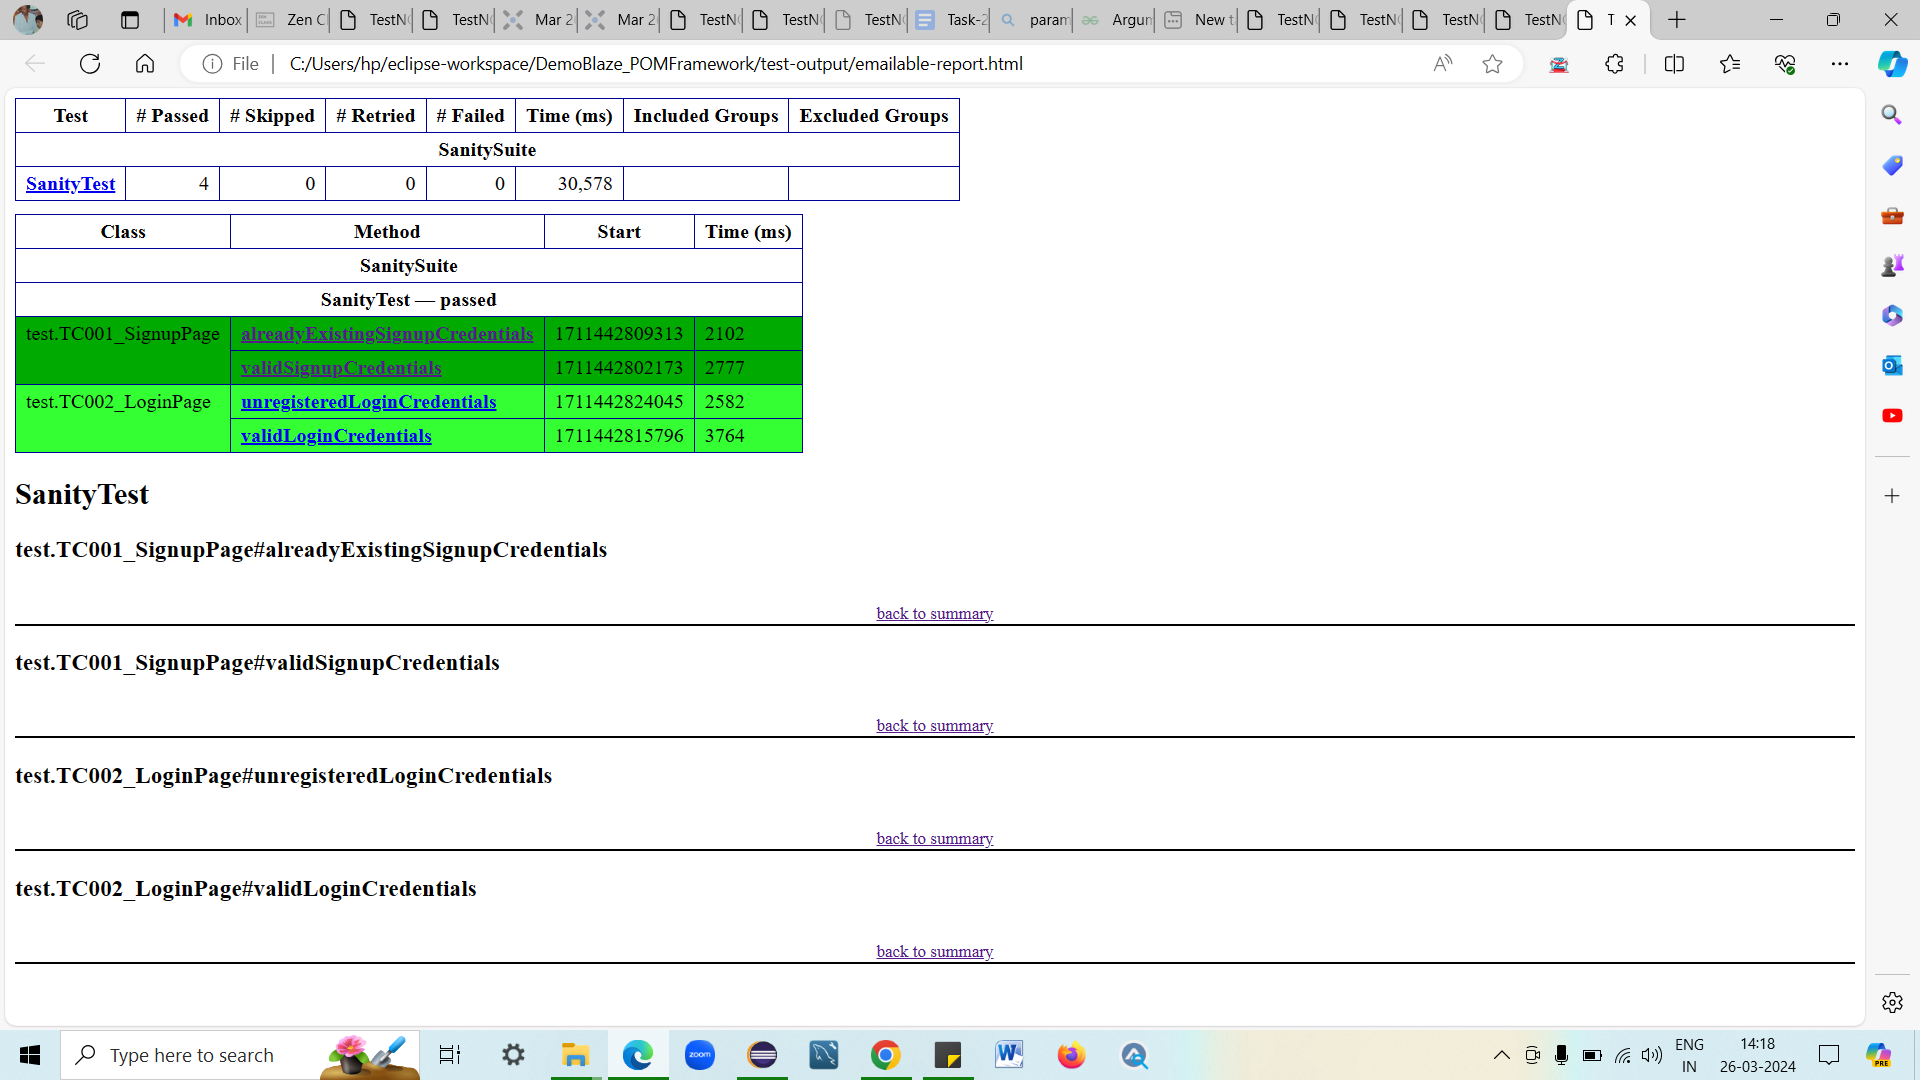 Inbox
Zen C
TestN
TestN
Mar 2
Mar 2
TestN
TestN
TestN
Task-2
param
Argum
New t
TestN
TestN
TestN
TestN
T
File
C:/Users/hp/eclipse-workspace/DemoBlaze_POMFramework/test-output/emailable-report.html
Test # Passed # Skipped # Retried # Failed Time (ms) Included Groups Excluded Groups
SanitySuite
SanityTest 4 0 0 0 30,578
Class Method Start Time (ms)
SanitySuite
SanityTest — passed
test.TC001_SignupPage alreadyExistingSignupCredentials 1711442809313 2102
validSignupCredentials 1711442802173 2777
test.TC002_LoginPage unregisteredLoginCredentials 1711442824045 2582
validLoginCredentials 1711442815796 3764
SanityTest
test.TC001_SignupPage#alreadyExistingSignupCredentials
back to summary
test.TC001_SignupPage#validSignupCredentials
back to summary
test.TC002_LoginPage#unregisteredLoginCredentials
back to summary
test.TC002_LoginPage#validLoginCredentials
back to summary
Type here to search
zoom
ENG
IN
14:18
26-03-2024
PRE